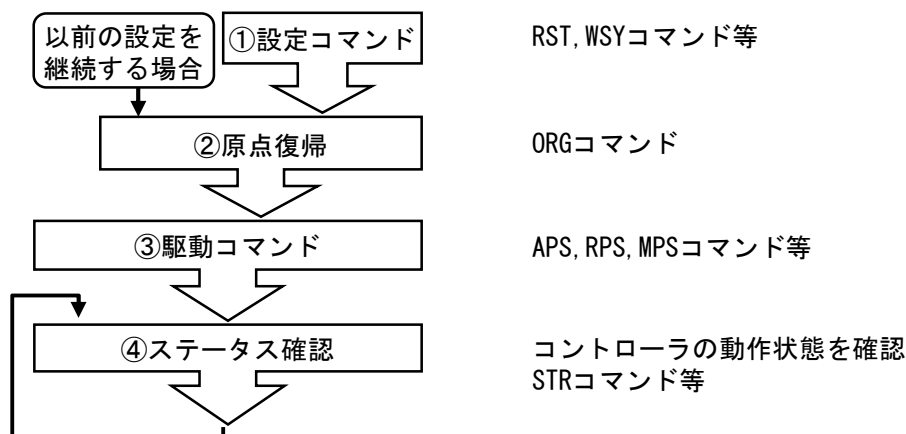 以前の設定を
継続する場合
①設定コマンド
RST,WSYコマンド等
②原点復帰
ORGコマンド
③駆動コマンド
APS,RPS,MPSコマンド等
④ステータス確認
コントローラの動作状態を確認
STRコマンド等